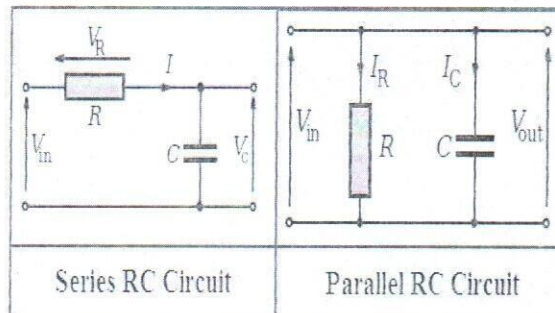 V_R
I
R
V_in
C
V_c
I_R
I_C
V_in
R
C
V_out
Series RC Circuit
Parallel RC Circuit